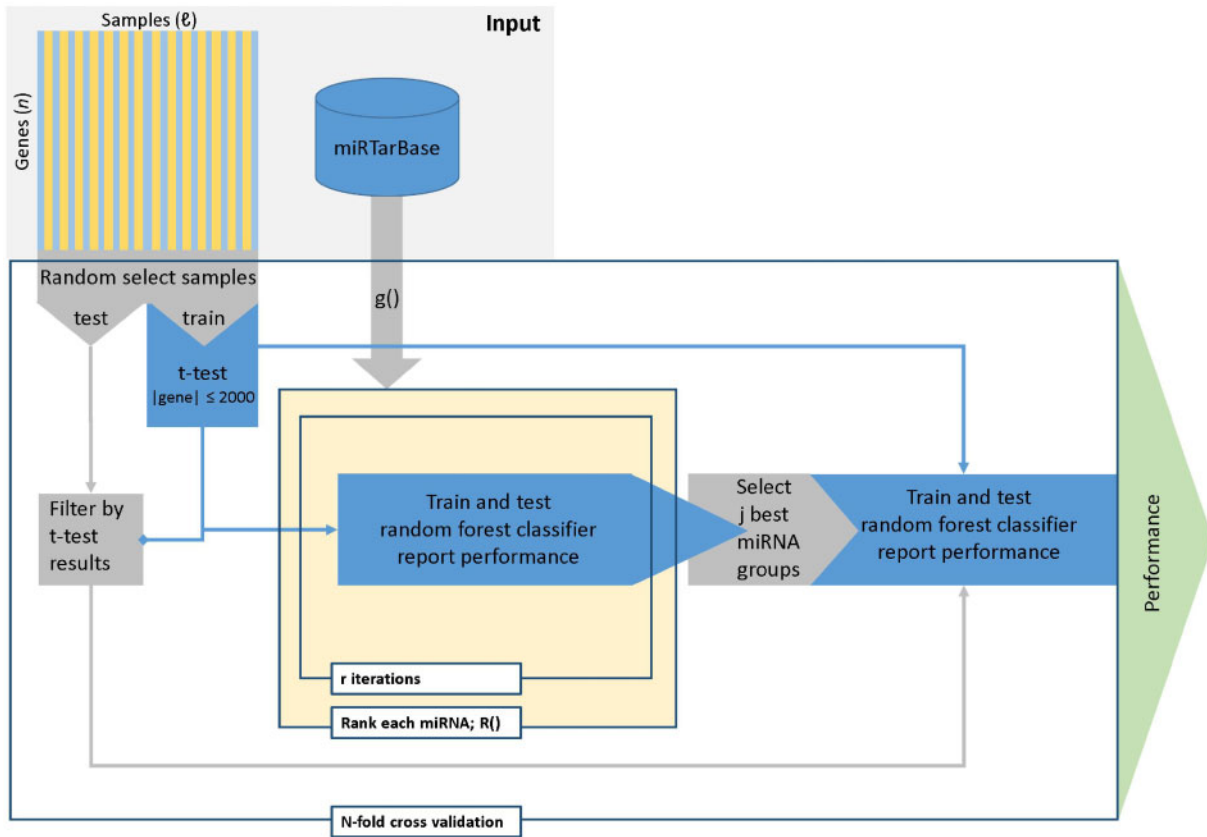 Samples (ℓ)
Input
Genes (n)
miRTarBase
Random select samples
test
train
g()
t-test
|gene| ≤ 2000
Filter by
t-test
results
Train and test
random forest classifier
report performance
Select
j best
miRNA
groups
Train and test
random forest classifier
report performance
Performance
r iterations
Rank each miRNA; R()
N-fold cross validation